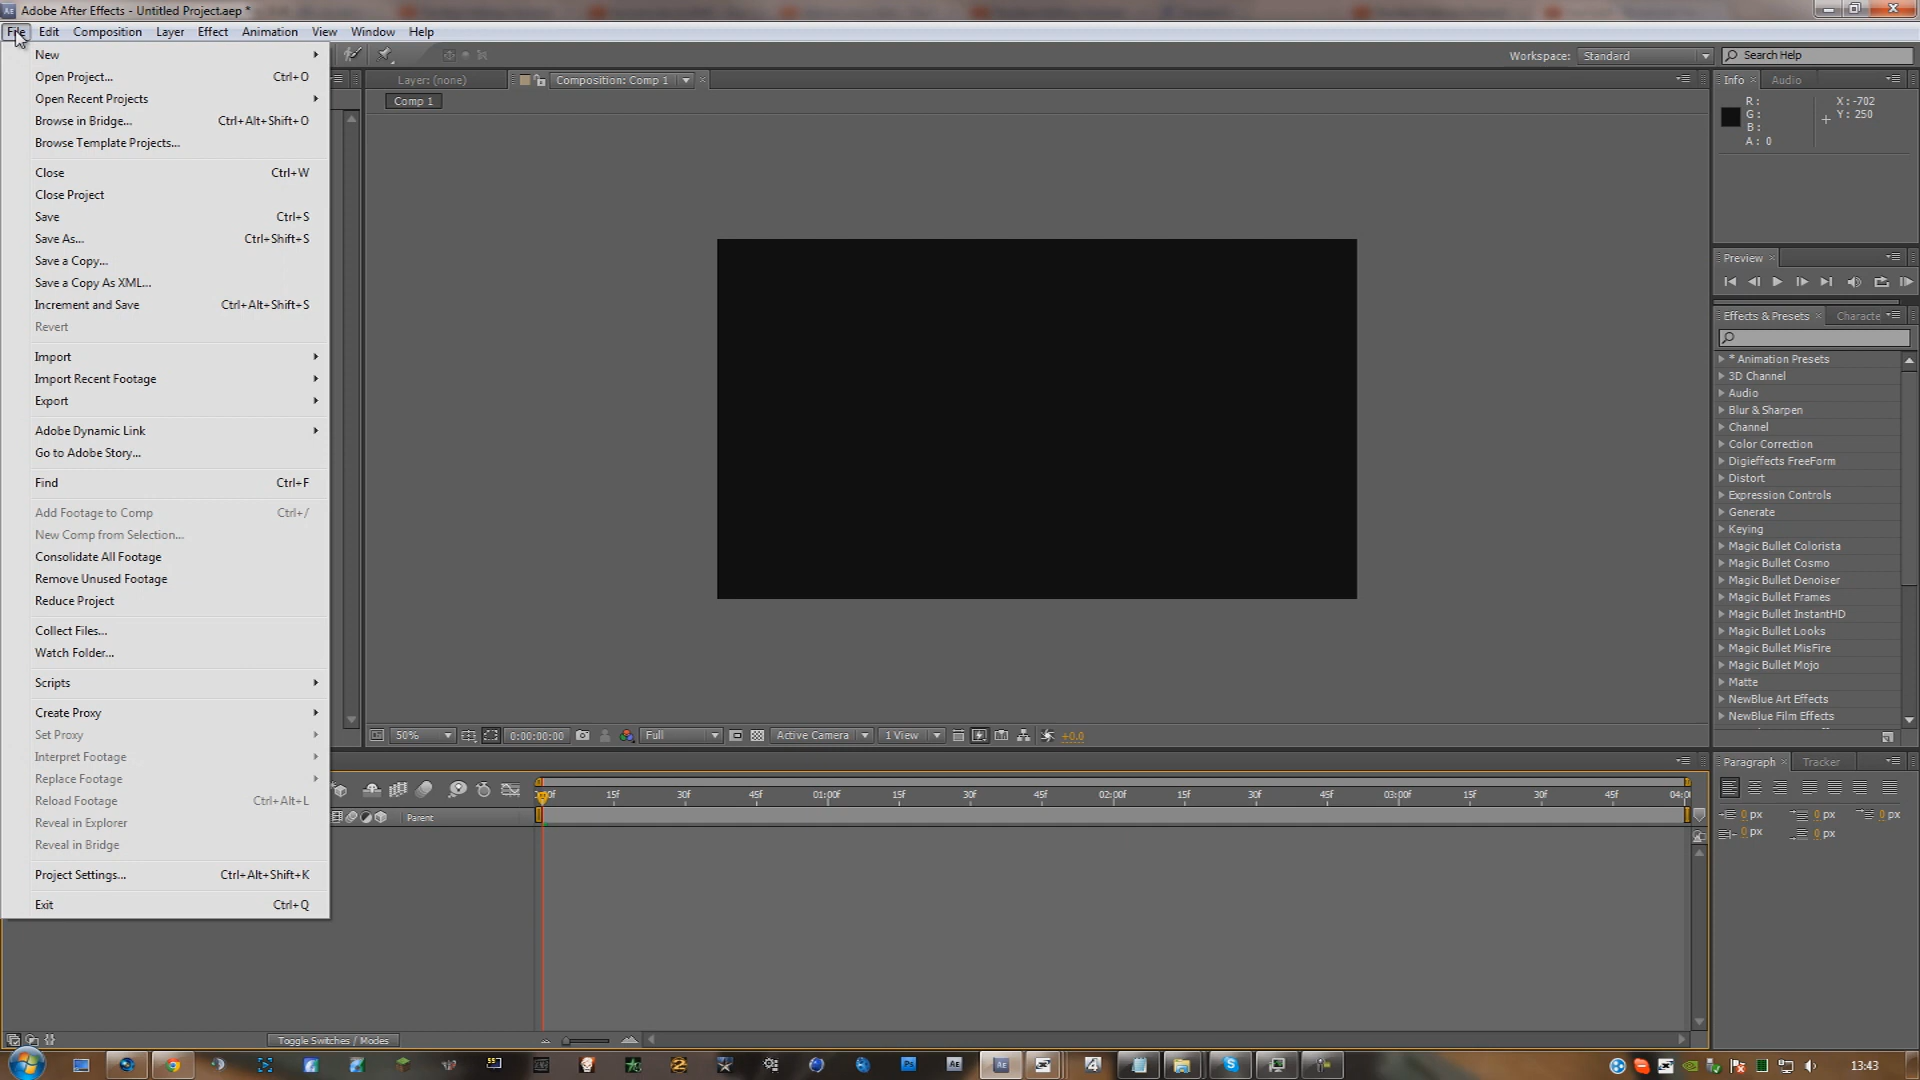 Adobe After Effects - Untitled Project.aep *
File Edit Composition Layer Effect Animation View Window Help
New
Open Project... Ctrl+O
Open Recent Projects
Browse in Bridge... Ctrl+Alt+Shift+O
Browse Template Projects...
Close Ctrl+W
Close Project
Save Ctrl+S
Save As... Ctrl+Shift+S
Save a Copy...
Save a Copy As XML...
Increment and Save Ctrl+Alt+Shift+S
Revert
Import
Import Recent Footage
Export
Adobe Dynamic Link
Go to Adobe Story...
Find Ctrl+F
Add Footage to Comp Ctrl+/
New Comp from Selection...
Consolidate All Footage
Remove Unused Footage
Reduce Project
Collect Files...
Watch Folder...
Scripts
Create Proxy
Set Proxy
Interpret Footage
Replace Footage
Reload Footage Ctrl+Alt+L
Reveal in Explorer
Reveal in Bridge
Project Settings... Ctrl+Alt+Shift+K
Exit Ctrl+Q
Workspace: Standard Search Help
Layer: (none) Composition: Comp 1
Comp 1
50% 0:00:00:00 Full Active Camera 1 View +0.0
Info Audio
R: X: -702
G: Y: 250
B:
A: 0
Preview
Effects & Presets Characte
* Animation Presets
3D Channel
Audio
Blur & Sharpen
Channel
Color Correction
Digieffects FreeForm
Distort
Expression Controls
Generate
Keying
Magic Bullet Colorista
Magic Bullet Cosmo
Magic Bullet Denoiser
Magic Bullet Frames
Magic Bullet InstantHD
Magic Bullet Looks
Magic Bullet MisFire
Magic Bullet Mojo
Matte
NewBlue Art Effects
NewBlue Film Effects
Paragraph Tracker
0 px 0 px 0 px
0 px 0 px
15f 30f 45f 01:00f 15f 30f 45f 02:00f 15f 30f 45f 03:00f 15f 30f 45f
Parent
Toggle Switches / Modes
13:43